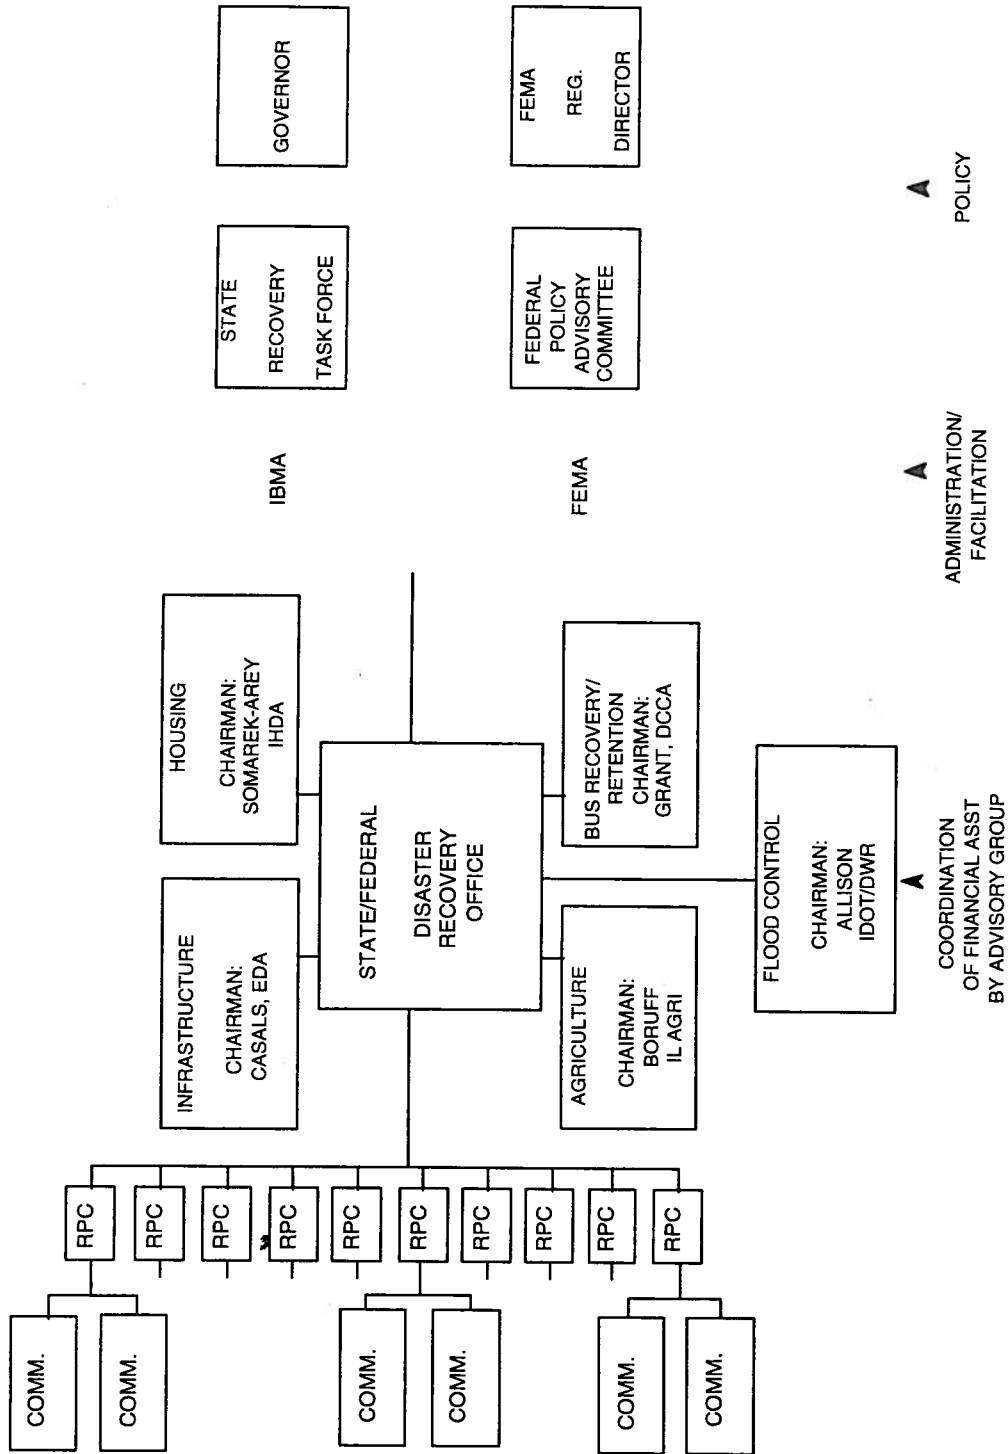 COMM.
COMM.
COMM.
COMM.
COMM.
COMM.
RPC
RPC
RPC
RPC
RPC
RPC
RPC
RPC
RPC
RPC
INFRASTRUCTURE
CHAIRMAN:
CASALS, EDA
HOUSING
CHAIRMAN:
SOMAREK-AREY
IHDA
STATE/FEDERAL
DISASTER
RECOVERY
OFFICE
AGRICULTURE
CHAIRMAN:
BORUFF
IL AGRI
BUS RECOVERY/
RETENTION
CHAIRMAN:
GRANT, DCCA
FLOOD CONTROL
CHAIRMAN:
ALLISON
IDOT/DWR
COORDINATION
OF FINANCIAL ASST
BY ADVISORY GROUP
IBMA
FEMA
ADMINISTRATION/
FACILITATION
STATE
RECOVERY
TASK FORCE
GOVERNOR
FEDERAL
POLICY
ADVISORY
COMMITTEE
FEMA
REG.
DIRECTOR
POLICY